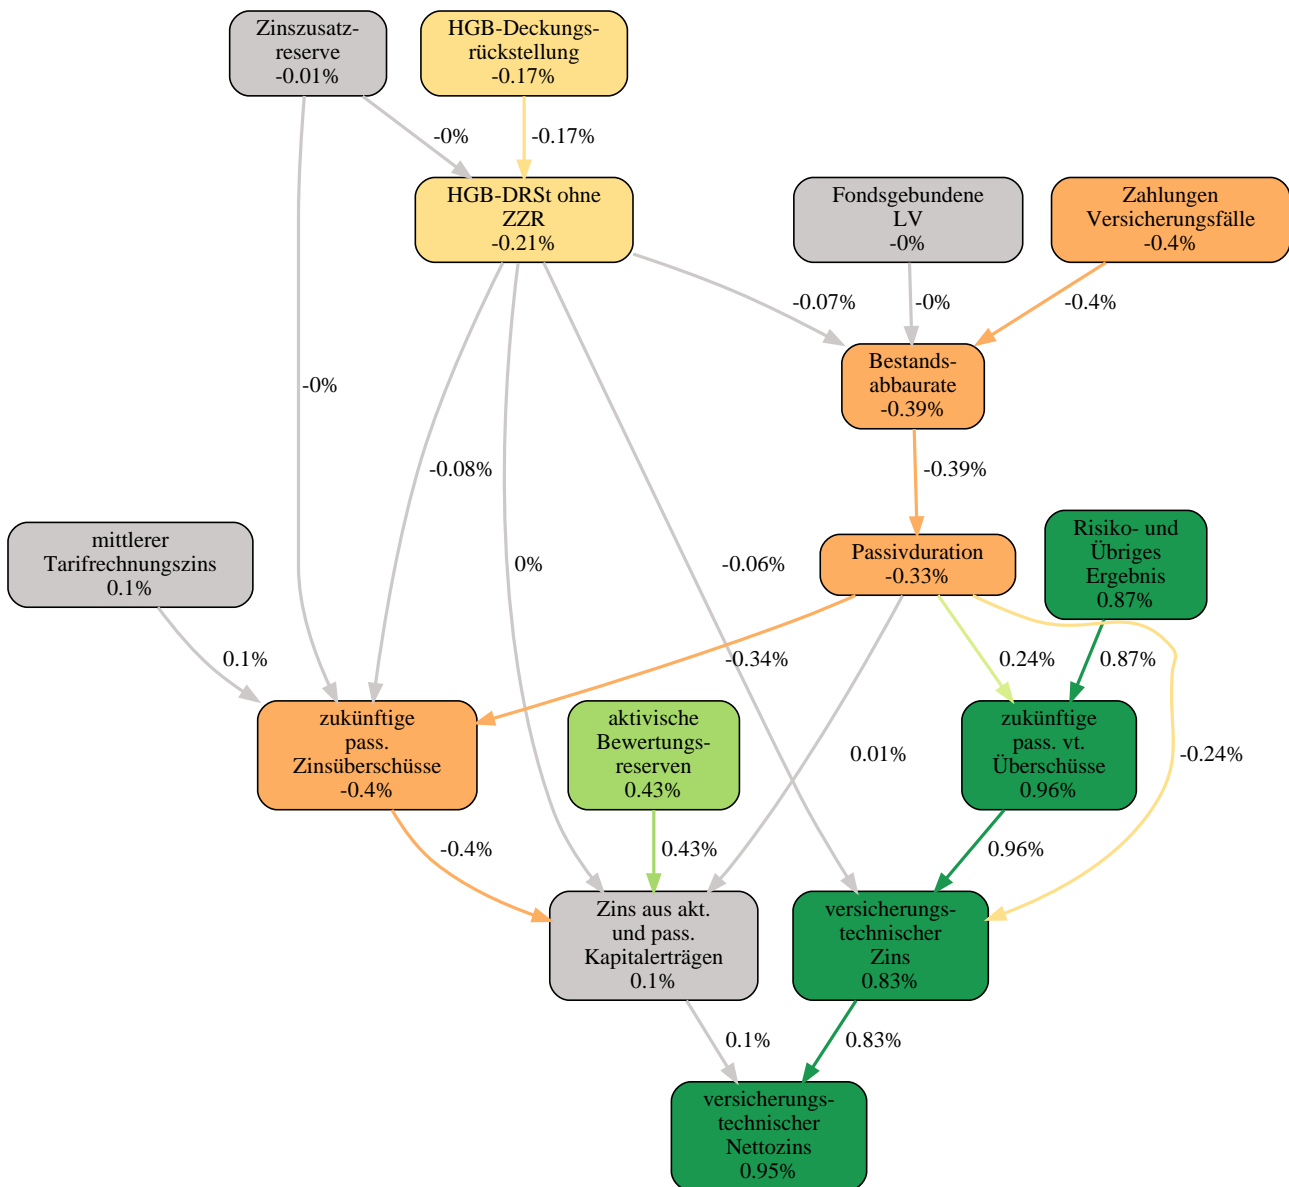 Zinszusatz-
reserve
-0.01%
HGB-Deckungs-
rückstellung
-0.17%
-0%
-0.17%
HGB-DRSt ohne
ZZR
-0.21%
Fondsgebundene
LV
-0%
Zahlungen
Versicherungsfälle
-0.4%
-0.07%
-0%
-0.4%
-0%
Bestands-
abbaurate
-0.39%
-0.08%
-0.39%
mittlerer
Tarifrechnungszins
0.1%
0%
-0.06%
Passivduration
-0.33%
Risiko- und
Übriges
Ergebnis
0.87%
0.1%
-0.34%
0.24%
0.87%
zukünftige
pass.
Zinsüberschüsse
-0.4%
aktivische
Bewertungs-
reserven
0.43%
0.01%
zukünftige
pass. vt.
Überschüsse
0.96%
-0.24%
-0.4%
0.43%
0.96%
Zins aus akt.
und pass.
Kapitalerträgen
0.1%
versicherungs-
technischer
Zins
0.83%
0.1%
0.83%
versicherungs-
technischer
Nettozins
0.95%